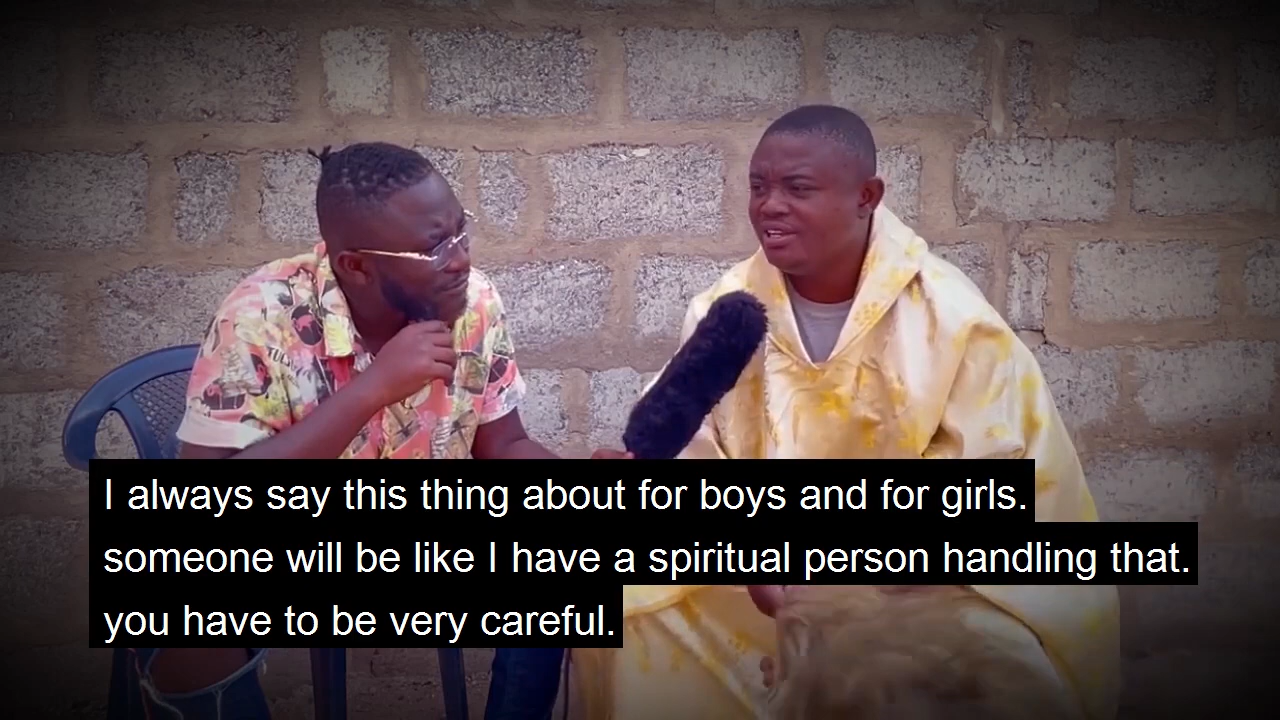 I always say this thing about for boys and for girls.
someone will be like I have a spiritual person handling that.
you have to be very careful.